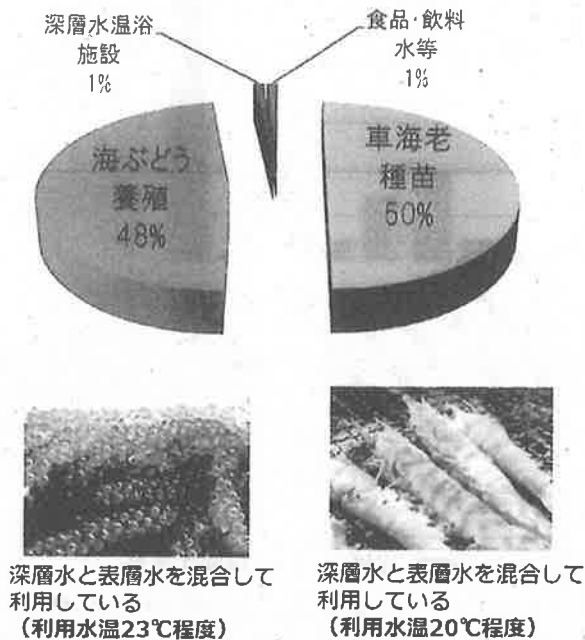 深層水温浴
施設
1%
食品・飲料
水等
1%
海ぶどう
養殖
48%
車海老
種苗
50%
深層水と表層水を混合して
利用している
（利用水温23℃程度）
深層水と表層水を混合して
利用している
（利用水温20℃程度）